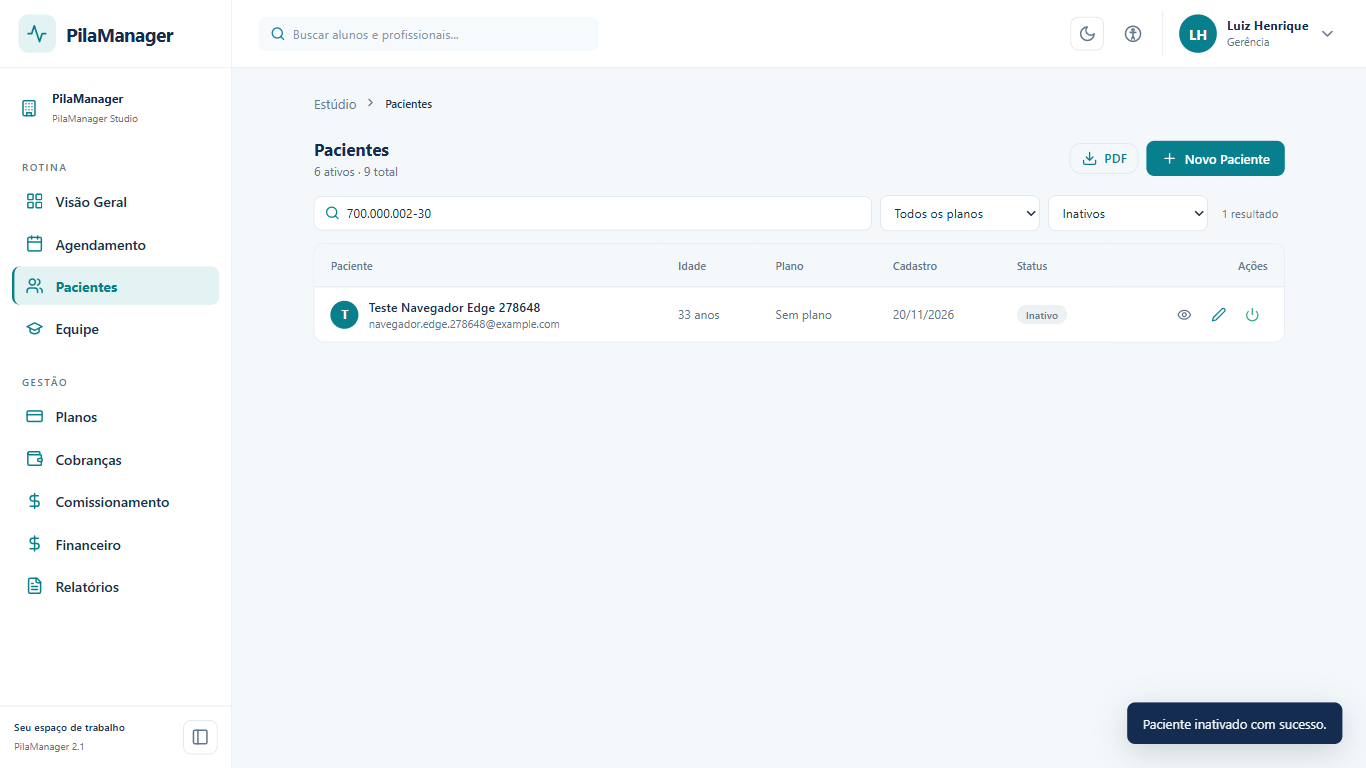 PilaManager
Buscar alunos e profissionais...
LH
Luiz Henrique
Gerência
PilaManager
PilaManager Studio
ROTINA
Visão Geral
Agendamento
Pacientes
Equipe
GESTÃO
Planos
Cobranças
Comissionamento
Financeiro
Relatórios
Seu espaço de trabalho
PilaManager 2.1
Estúdio > Pacientes
Pacientes
6 ativos · 9 total
PDF
+ Novo Paciente
700.000.002-30
Todos os planos
Inativos
1 resultado
Paciente Idade Plano Cadastro Status Ações
T
Teste Navegador Edge 278648
navegador.edge.278648@example.com
33 anos Sem plano 20/11/2026 Inativo
Paciente inativado com sucesso.